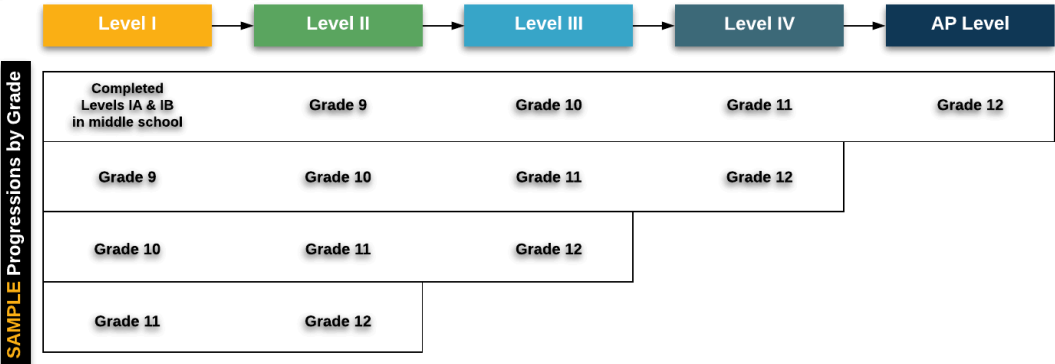 Level I
Level II
Level III
Level IV
AP Level
SAMPLE Progressions by Grade
Completed
Levels IA & IB
in middle school
Grade 9
Grade 10
Grade 11
Grade 12
Grade 9
Grade 10
Grade 11
Grade 12
Grade 10
Grade 11
Grade 12
Grade 11
Grade 12